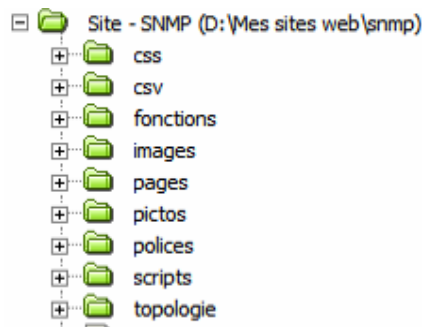 Site - SNMP (D:\Mes sites web\snmp)
css
csv
fonctions
images
pages
pictos
polices
scripts
topologie